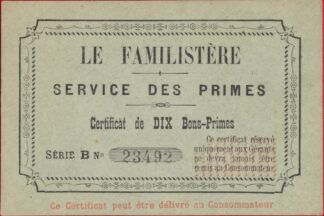 LE FAMILISTÈRE
SERVICE DES PRIMES
Certificat de DIX Bons-Primes
Ce certificat réservé
uniquement aux gérants
ne devra jamais être
remis au Consommateur
SÉRIE B No 23492
Ce Certificat peut être délivré au Consommateur